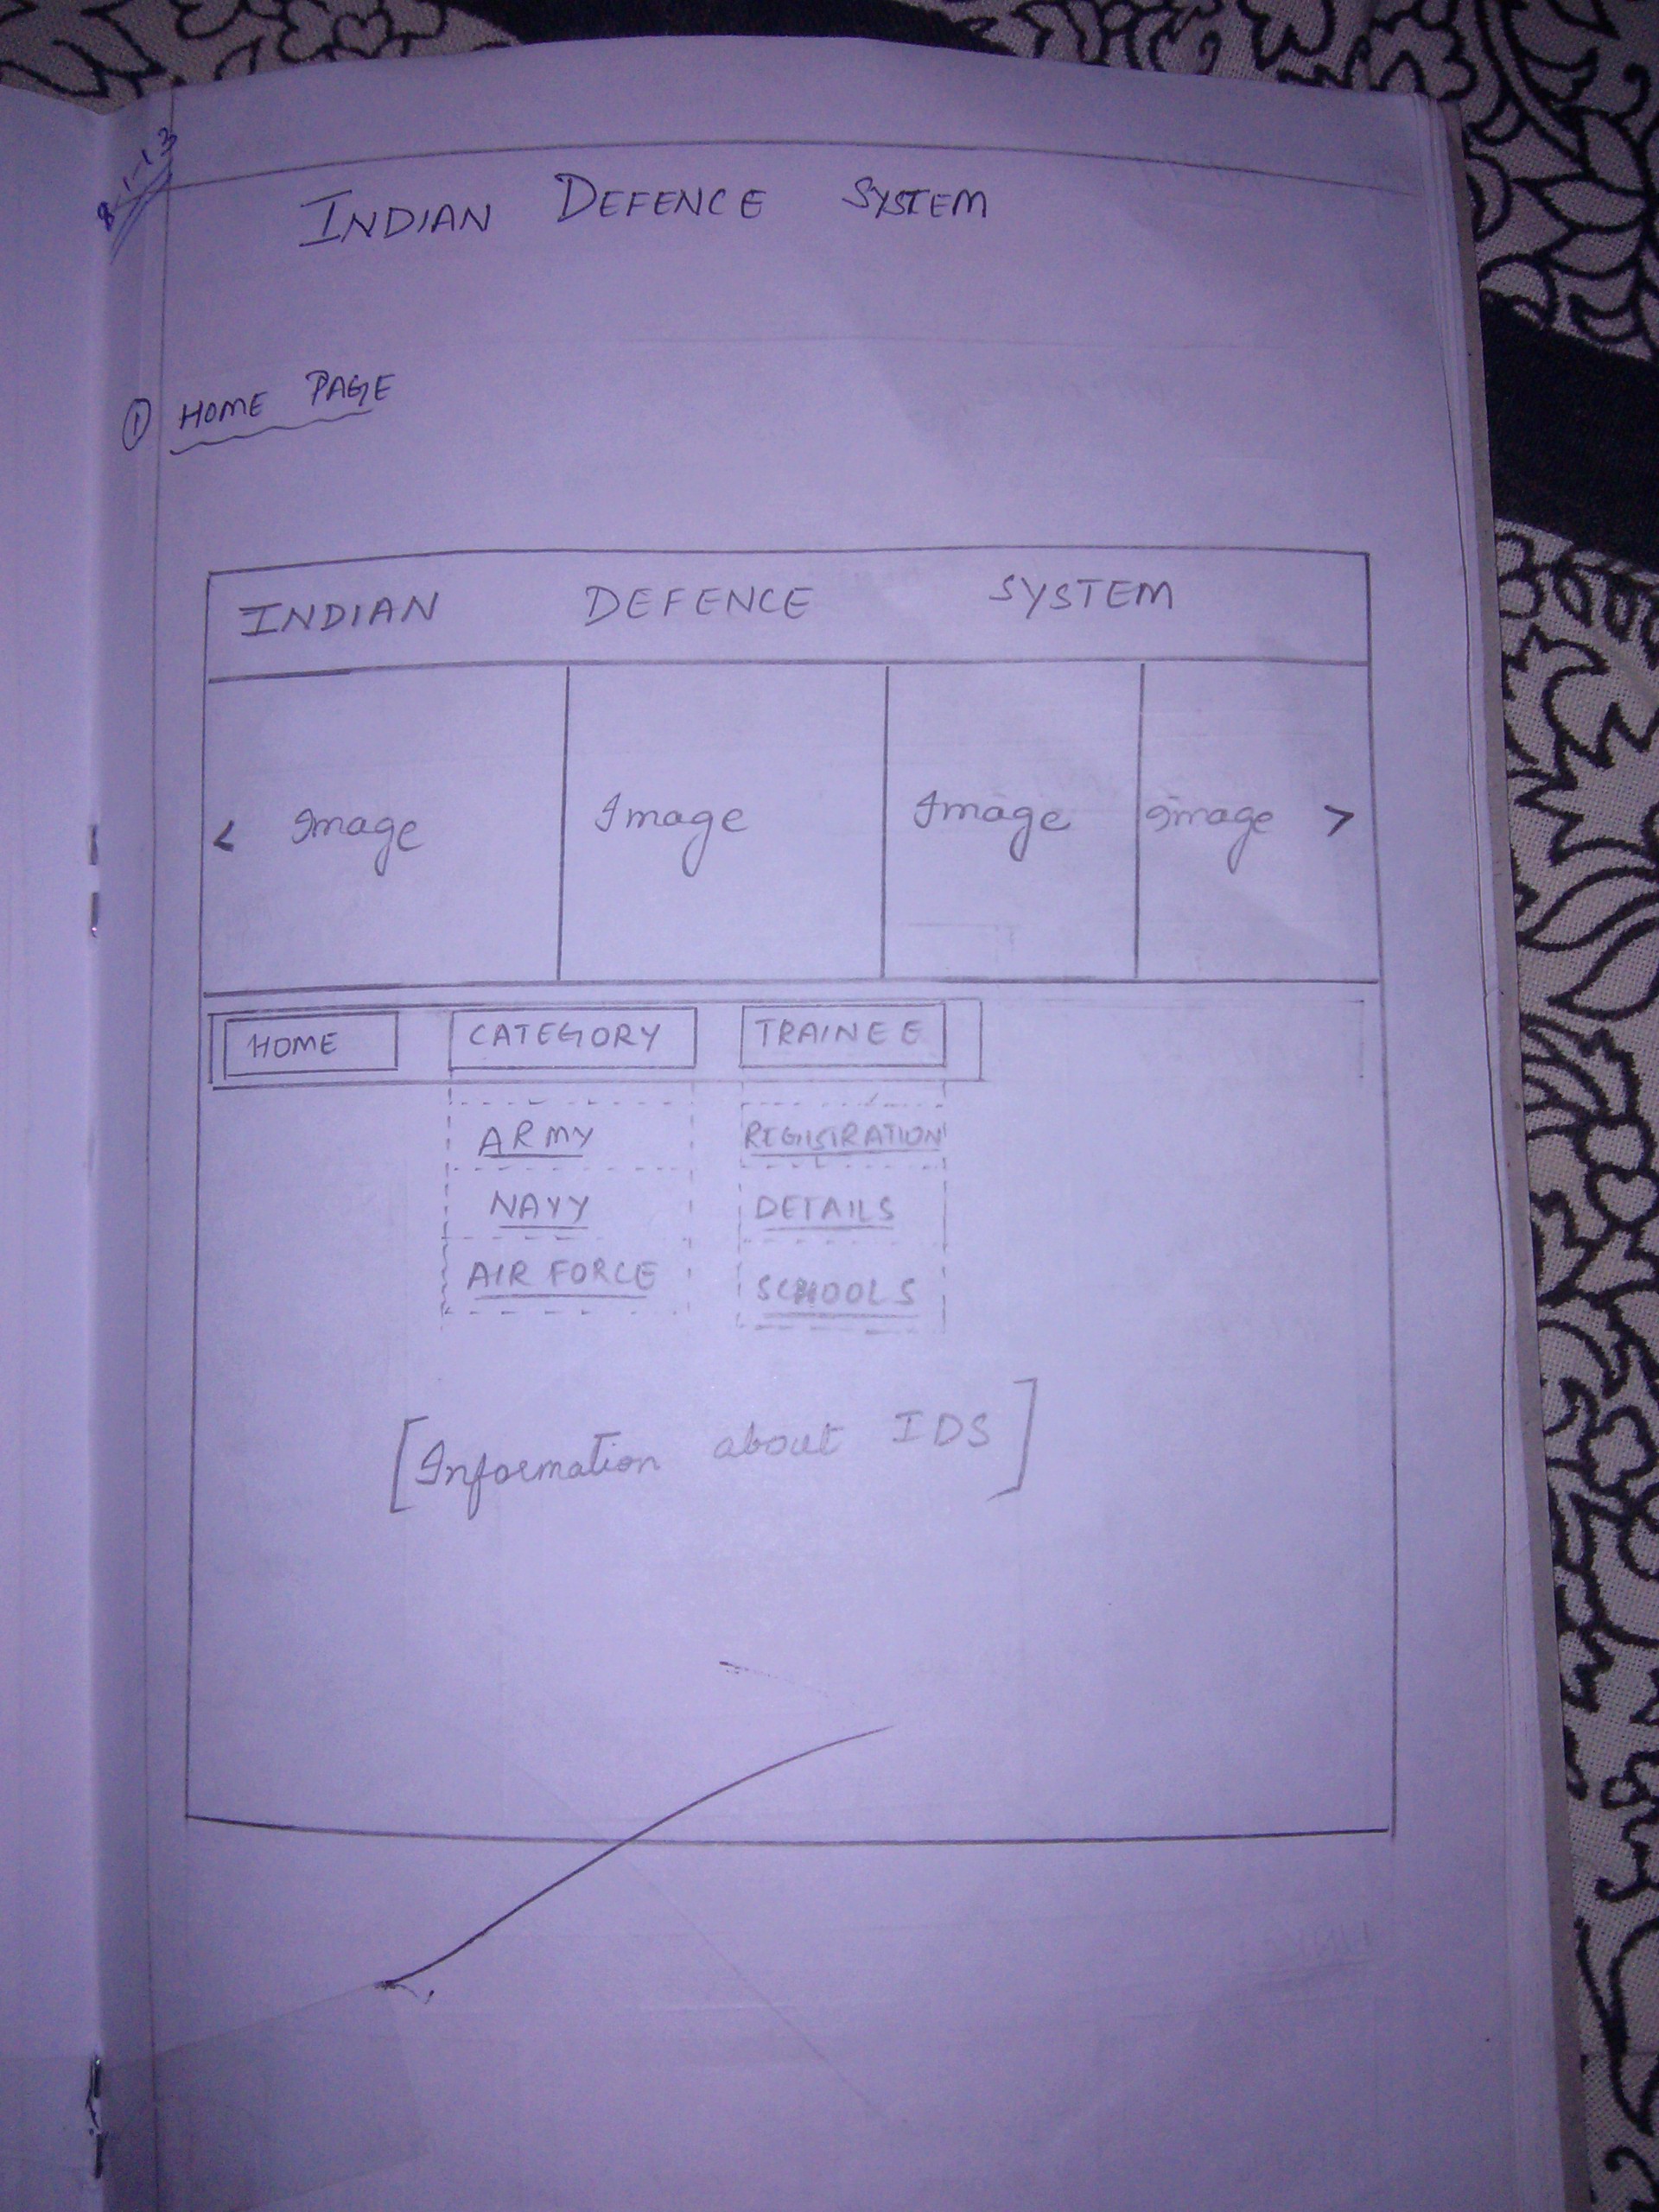 8-1-13
INDIAN DEFENCE SYSTEM
① HOME PAGE
INDIAN DEFENCE SYSTEM
< Image Image Image Image >
HOME CATEGORY TRAINEE
ARMY REGISTRATION
NAVY DETAILS
AIR FORCE SCHOOLS
[Information about IDS]